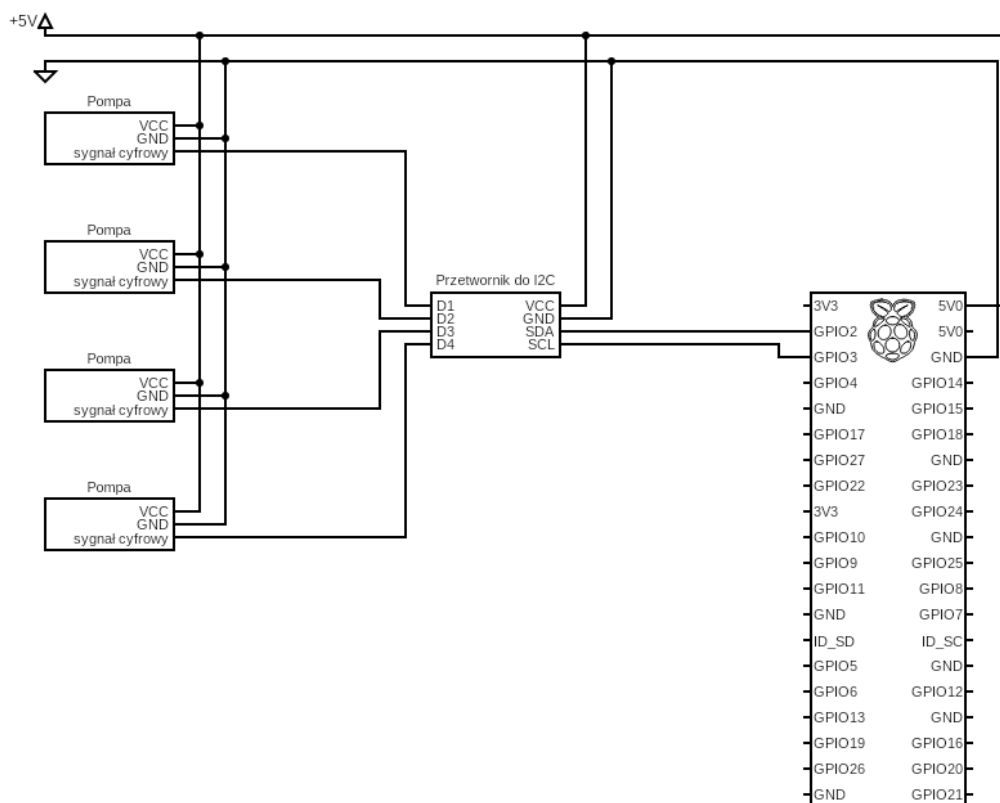 +5V
Pompa
VCC
GND
sygnał cyfrowy
Pompa
VCC
GND
sygnał cyfrowy
Pompa
VCC
GND
sygnał cyfrowy
Pompa
VCC
GND
sygnał cyfrowy
Przetwornik do I2C
D1 VCC
D2 GND
D3 SDA
D4 SCL
3V3 5V0
GPIO2 5V0
GPIO3 GND
GPIO4 GPIO14
GND GPIO15
GPIO17 GPIO18
GPIO27 GND
GPIO22 GPIO23
3V3 GPIO24
GPIO10 GND
GPIO9 GPIO25
GPIO11 GPIO8
GND GPIO7
ID_SD ID_SC
GPIO5 GND
GPIO6 GPIO12
GPIO13 GND
GPIO19 GPIO16
GPIO26 GPIO20
GND GPIO21